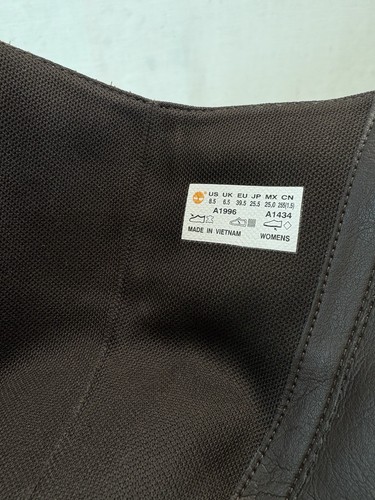 US UK EU JP MX CN
8.5 6.5 39.5 25.5 25,0 255(1.5)
A1996 A1434
MADE IN VIETNAM WOMENS